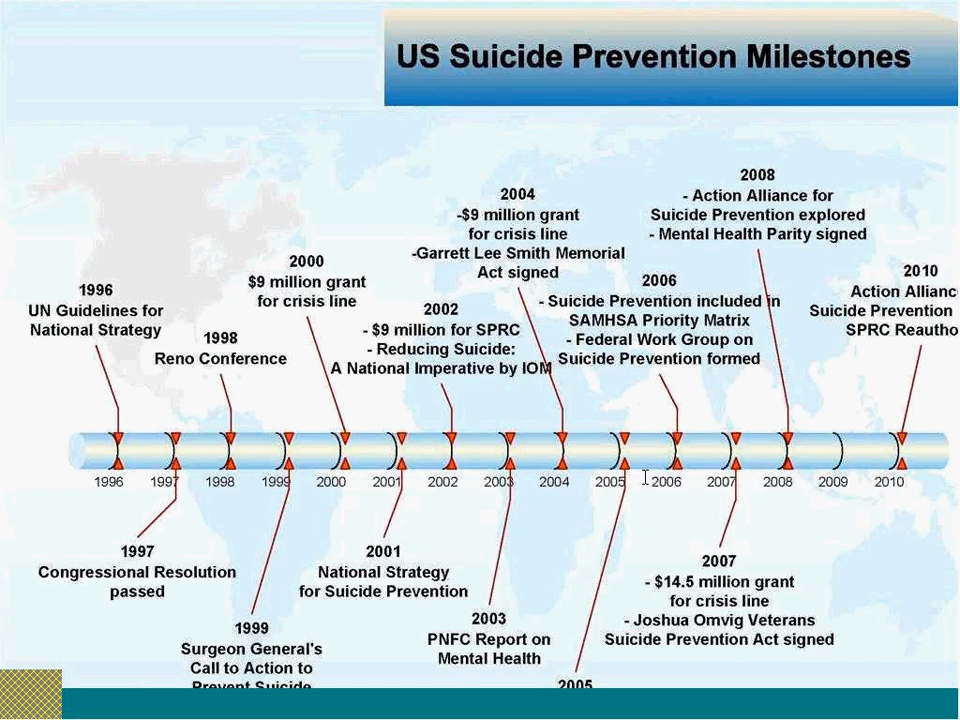 US Suicide Prevention Milestones
2008
- Action Alliance for
Suicide Prevention explored
- Mental Health Parity signed
2004
-$9 million grant
for crisis line
-Garrett Lee Smith Memorial
Act signed
2000
$9 million grant
for crisis line
2010
Action Allianc
Suicide Prevention
SPRC Reautho
2006
- Suicide Prevention included in
SAMHSA Priority Matrix
- Federal Work Group on
Suicide Prevention formed
1996
UN Guidelines for
National Strategy
2002
- $9 million for SPRC
- Reducing Suicide:
A National Imperative by IOM
1998
Reno Conference
1996 1997 1998 1999 2000 2001 2002 2003 2004 2005 2006 2007 2008 2009 2010
1997
Congressional Resolution
passed
2001
National Strategy
for Suicide Prevention
2007
- $14.5 million grant
for crisis line
- Joshua Omvig Veterans
Suicide Prevention Act signed
1999
Surgeon General's
Call to Action to
Prevent Suicide
2003
PNFC Report on
Mental Health
2005